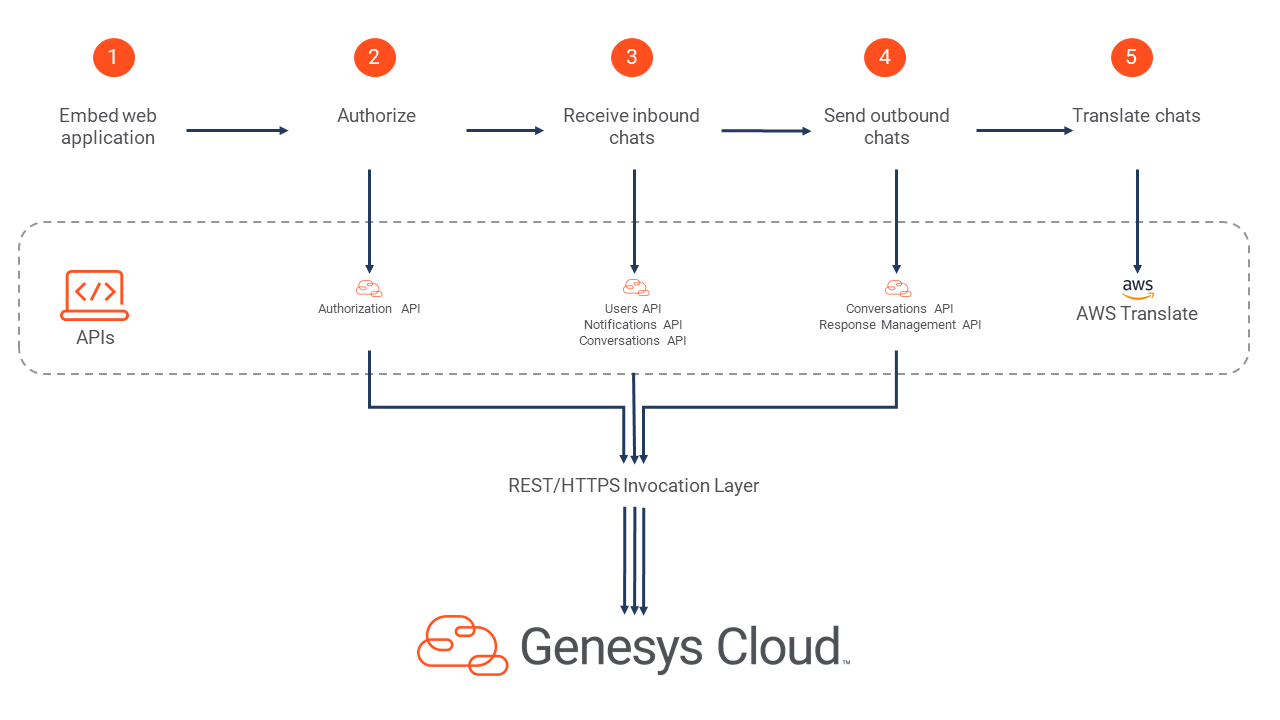 1
2
3
4
5
Embed web
application
Authorize
Receive inbound
chats
Send outbound
chats
Translate chats
</>
APIs
Authorization API
Users API
Notifications API
Conversations API
Conversations API
Response Management API
aws
AWS Translate
REST/HTTPS Invocation Layer
Genesys Cloud™